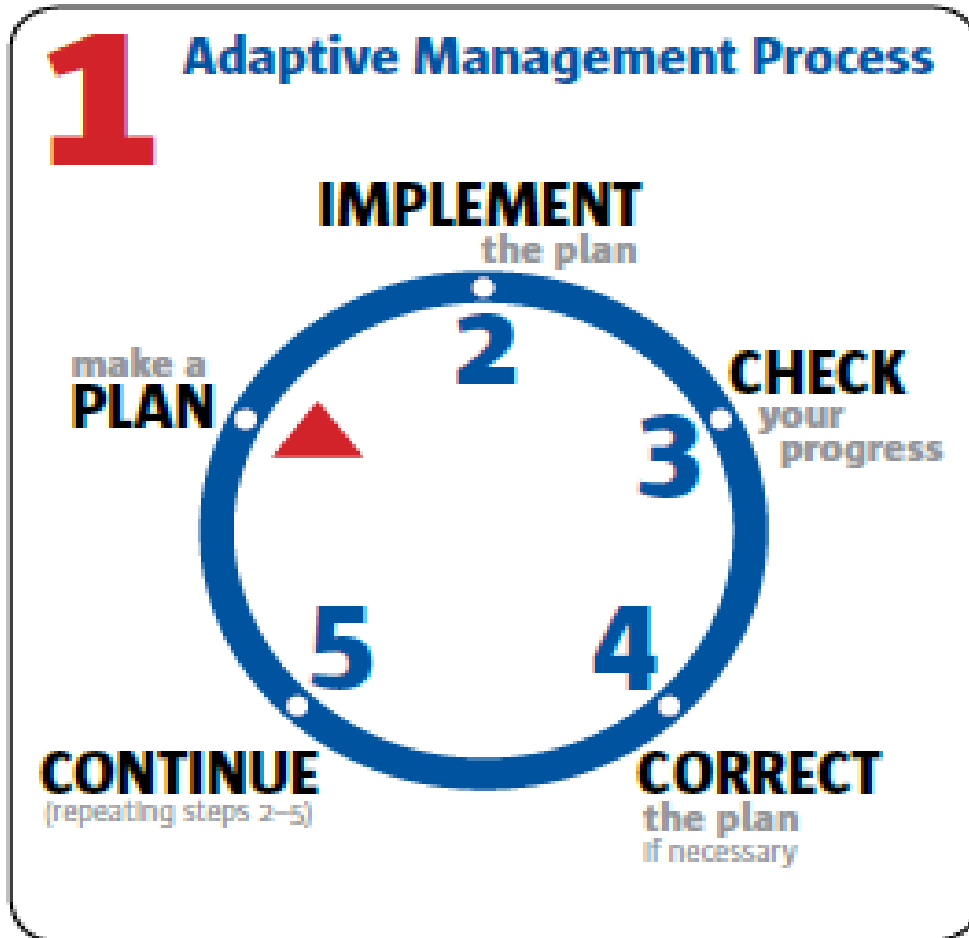 1 Adaptive Management Process
IMPLEMENT
the plan
2
make a
PLAN
CHECK
your
progress
3
5
4
CONTINUE
(repeating steps 2–5)
CORRECT
the plan
if necessary